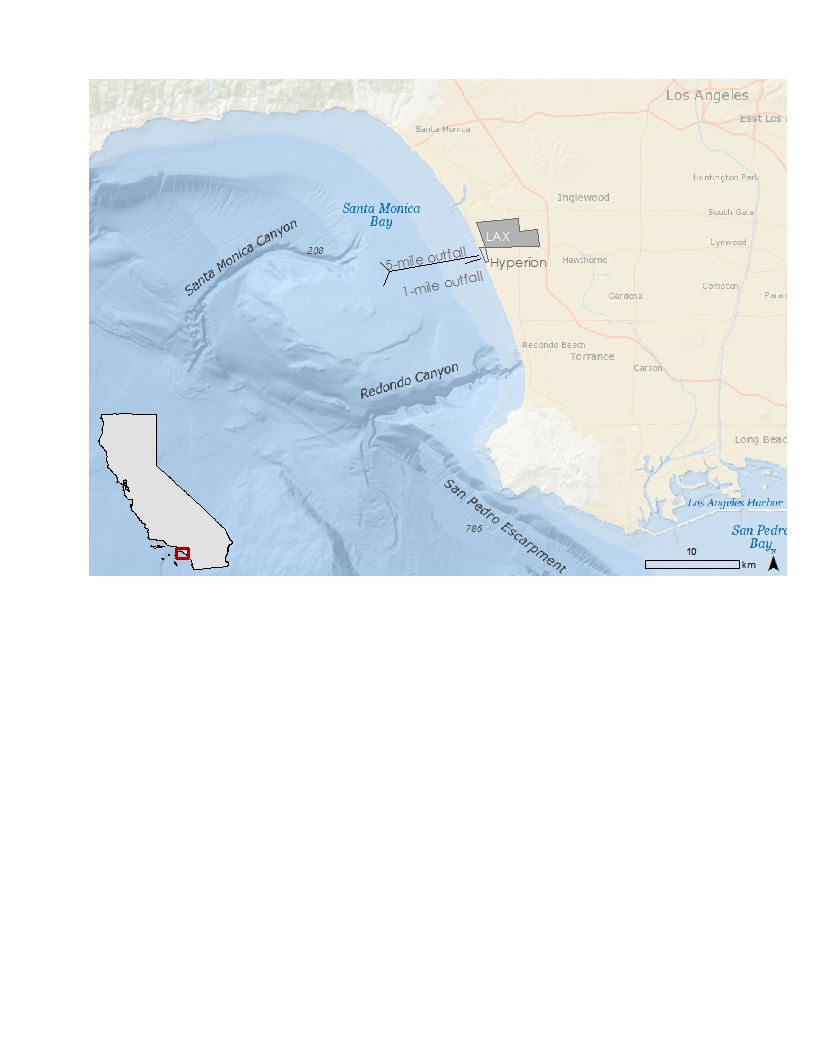 Los Angeles
East Los
Santa Monica
Huntington Park
Inglewood
Santa Monica
Bay
South Gate
Santa Monica Canyon
LAX
Lynwood
208
5-mile outfall
Hyperion
Hawthorne
1-mile outfall
Compton
Gardena
Param
Redondo Beach
Torrance
Carson
Redondo Canyon
Long Beac
San Pedro Escarpment
Los Angeles Harbor
786
San Pedro
Bay
10
km
N